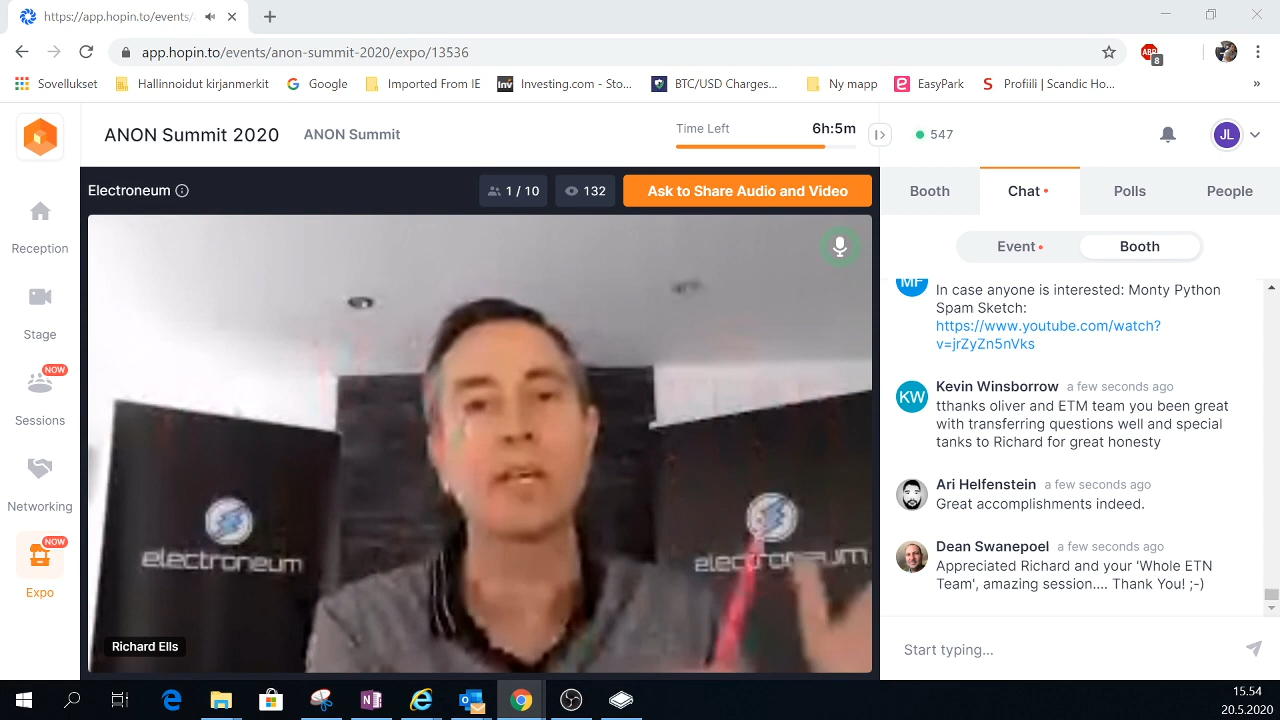 https://app.hopin.to/events/
app.hopin.to/events/anon-summit-2020/expo/13536
ABP
8
Sovellukset
Hallinnoidut kirjanmerkit
Google
Imported From IE
Inv
Investing.com - Sto...
BTC/USD Charges...
Ny mapp
EasyPark
S
Profiili | Scandic Ho...
»
ANON Summit 2020
ANON Summit
Time Left
6h:5m
547
JL
Reception
Stage
NOW
Sessions
Networking
NOW
Expo
Electroneum
1 / 10
132
Ask to Share Audio and Video
electroneum
electroneum
Richard Ells
Booth
Chat
Polls
People
Event
Booth
MF
In case anyone is interested: Monty Python
Spam Sketch:
https://www.youtube.com/watch?
v=jrZyZn5nVks
KW
Kevin Winsborrow a few seconds ago
tthanks oliver and ETM team you been great
with transferring questions well and special
tanks to Richard for great honesty
Ari Helfenstein a few seconds ago
Great accomplishments indeed.
Dean Swanepoel a few seconds ago
Appreciated Richard and your 'Whole ETN
Team', amazing session.... Thank You! ;-)
Start typing...
15.54
20.5.2020